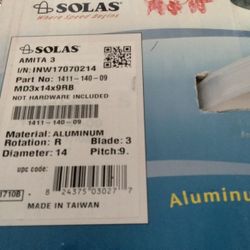 SOLAS
Where Speed Begins
SOLAS
AMITA 3
I/N: INW17070214
Part No: 1411-140-09
MD3x14x9RB
NOT HARDWARE INCLUDED
1411-140-09
Material: ALUMINUM
Rotation: R Blade: 3
Diameter: 14 Pitch: 9.
upc code:
8 24375 03027 7
MADE IN TAIWAN
Aluminu